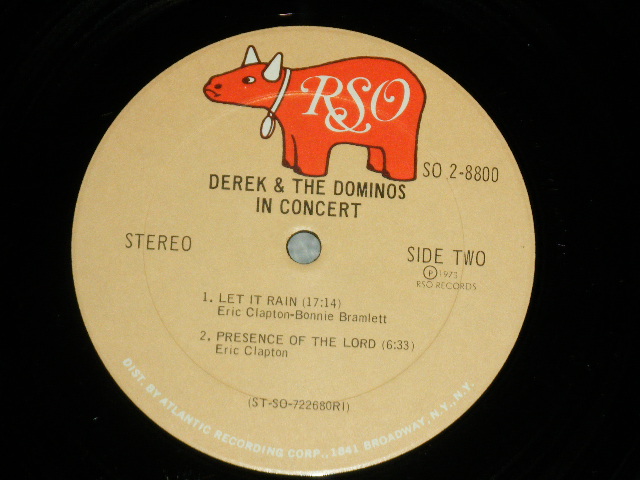 RSO
SO 2-8800
DEREK & THE DOMINOS
IN CONCERT
STEREO
SIDE TWO
Ⓟ 1973
RSO RECORDS
1. LET IT RAIN (17:14)
Eric Clapton-Bonnie Bramlett
2. PRESENCE OF THE LORD (6:33)
Eric Clapton
(ST-SO-722680RI)
DIST. BY ATLANTIC RECORDING CORP., 1841 BROADWAY, N.Y., N.Y.